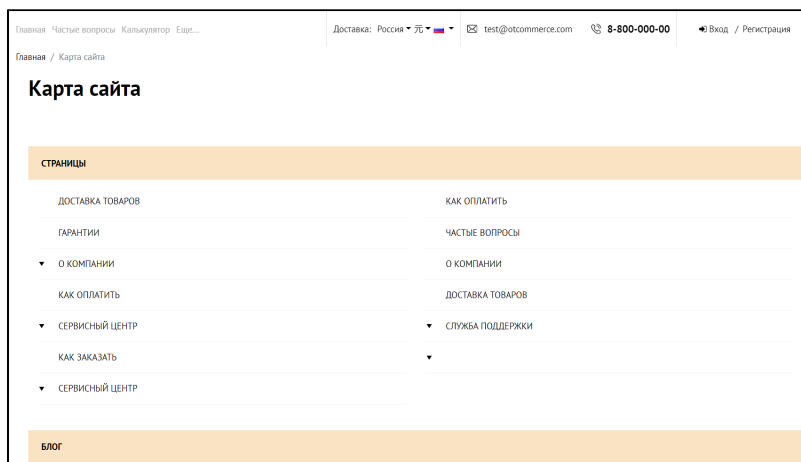 Главная Частые вопросы Калькулятор Еще... Доставка: Россия 元 test@otcommerce.com 8-800-000-00 Вход / Регистрация
Главная / Карта сайта
Карта сайта
СТРАНИЦЫ
ДОСТАВКА ТОВАРОВ
ГАРАНТИИ
О КОМПАНИИ
КАК ОПЛАТИТЬ
СЕРВИСНЫЙ ЦЕНТР
КАК ЗАКАЗАТЬ
СЕРВИСНЫЙ ЦЕНТР
КАК ОПЛАТИТЬ
ЧАСТЫЕ ВОПРОСЫ
О КОМПАНИИ
ДОСТАВКА ТОВАРОВ
СЛУЖБА ПОДДЕРЖКИ
БЛОГ